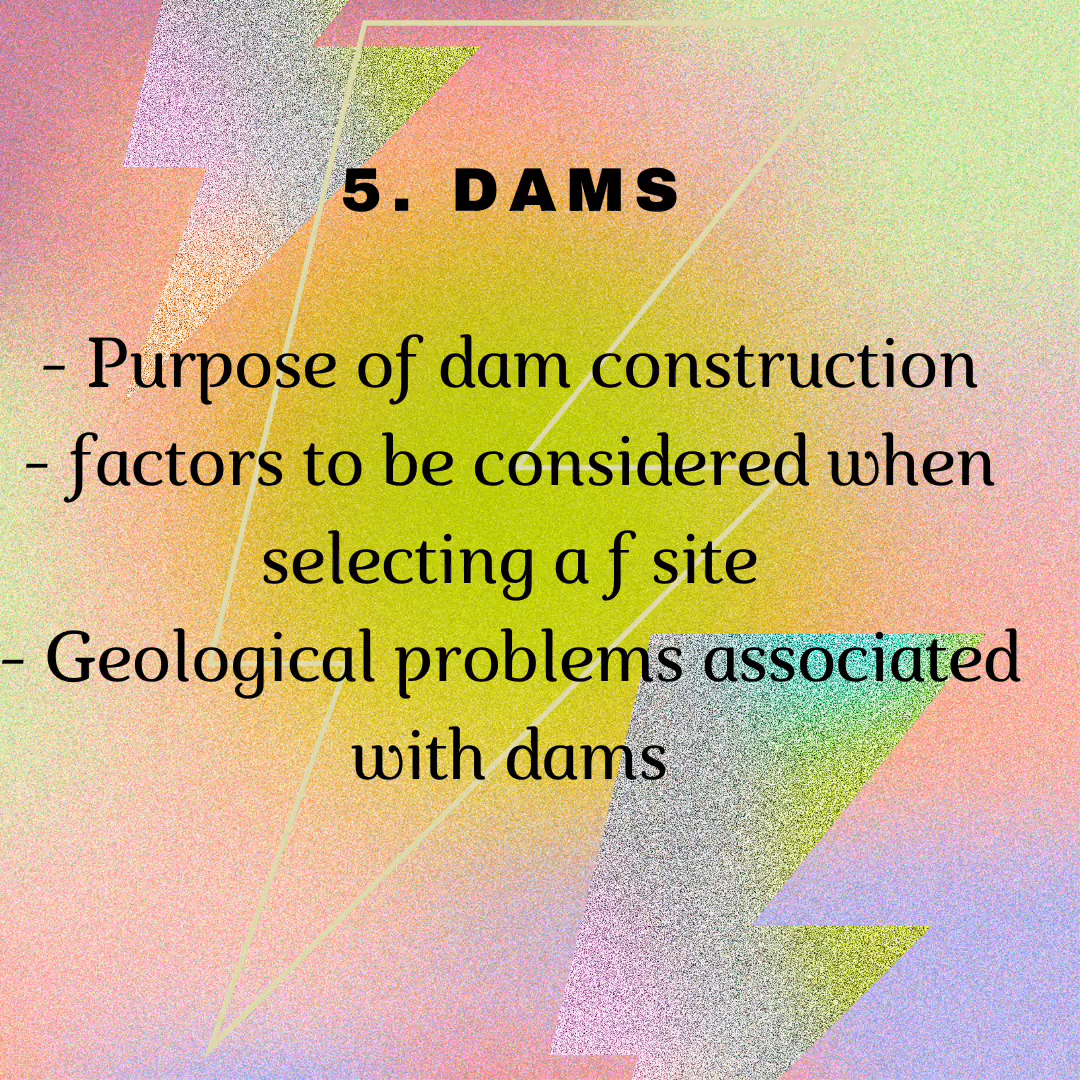 5. DAMS
- Purpose of dam construction
- factors to be considered when
selecting a f site
- Geological problems associated
with dams